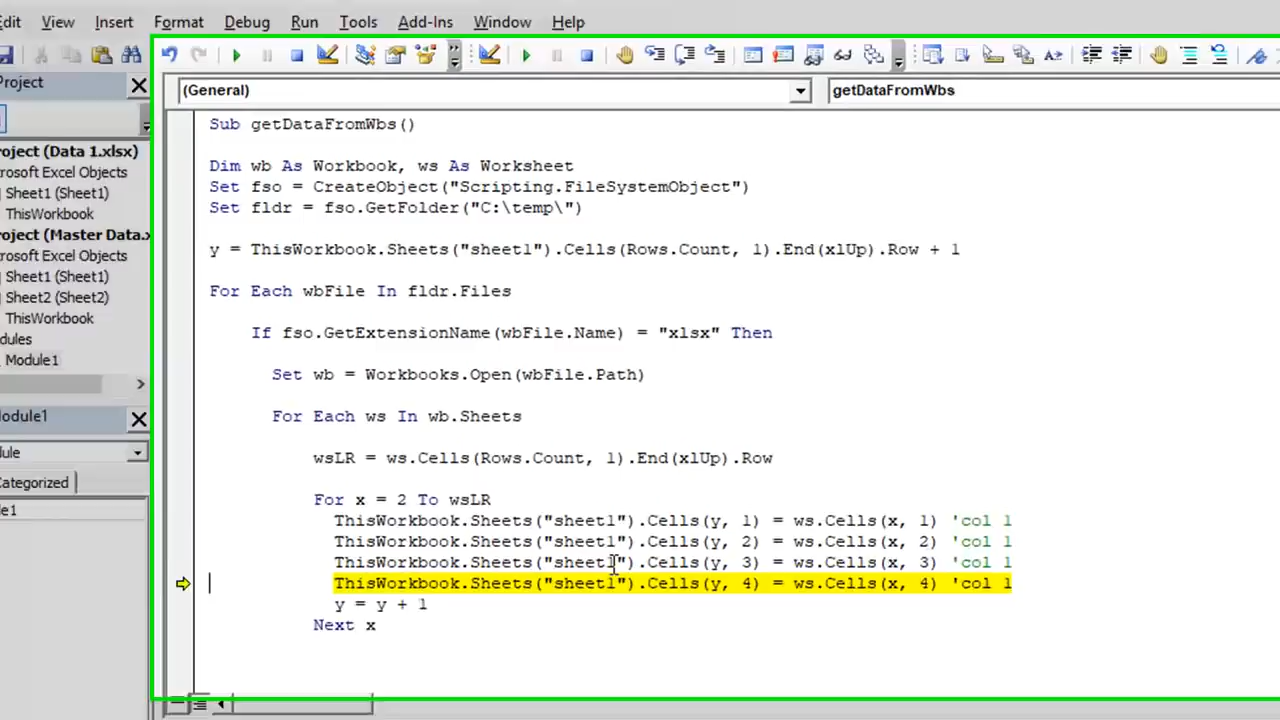 Edit View Insert Format Debug Run Tools Add-Ins Window Help
Project
(General) getDataFromWbs
roject (Data 1.xlsx)
rosoft Excel Objects
Sheet1 (Sheet1)
ThisWorkbook
roject (Master Data.x
rosoft Excel Objects
Sheet1 (Sheet1)
Sheet2 (Sheet2)
ThisWorkbook
dules
Module1
odule1
ule
Categorized
le1
Sub getDataFromWbs()
Dim wb As Workbook, ws As Worksheet
Set fso = CreateObject("Scripting.FileSystemObject")
Set fldr = fso.GetFolder("C:\temp\")
y = ThisWorkbook.Sheets("sheet1").Cells(Rows.Count, 1).End(xlUp).Row + 1
For Each wbFile In fldr.Files
If fso.GetExtensionName(wbFile.Name) = "xlsx" Then
Set wb = Workbooks.Open(wbFile.Path)
For Each ws In wb.Sheets
wsLR = ws.Cells(Rows.Count, 1).End(xlUp).Row
For x = 2 To wsLR
ThisWorkbook.Sheets("sheet1").Cells(y, 1) = ws.Cells(x, 1) 'col 1
ThisWorkbook.Sheets("sheet1").Cells(y, 2) = ws.Cells(x, 2) 'col 1
ThisWorkbook.Sheets("sheet1").Cells(y, 3) = ws.Cells(x, 3) 'col 1
ThisWorkbook.Sheets("sheet1").Cells(y, 4) = ws.Cells(x, 4) 'col 1
y = y + 1
Next x